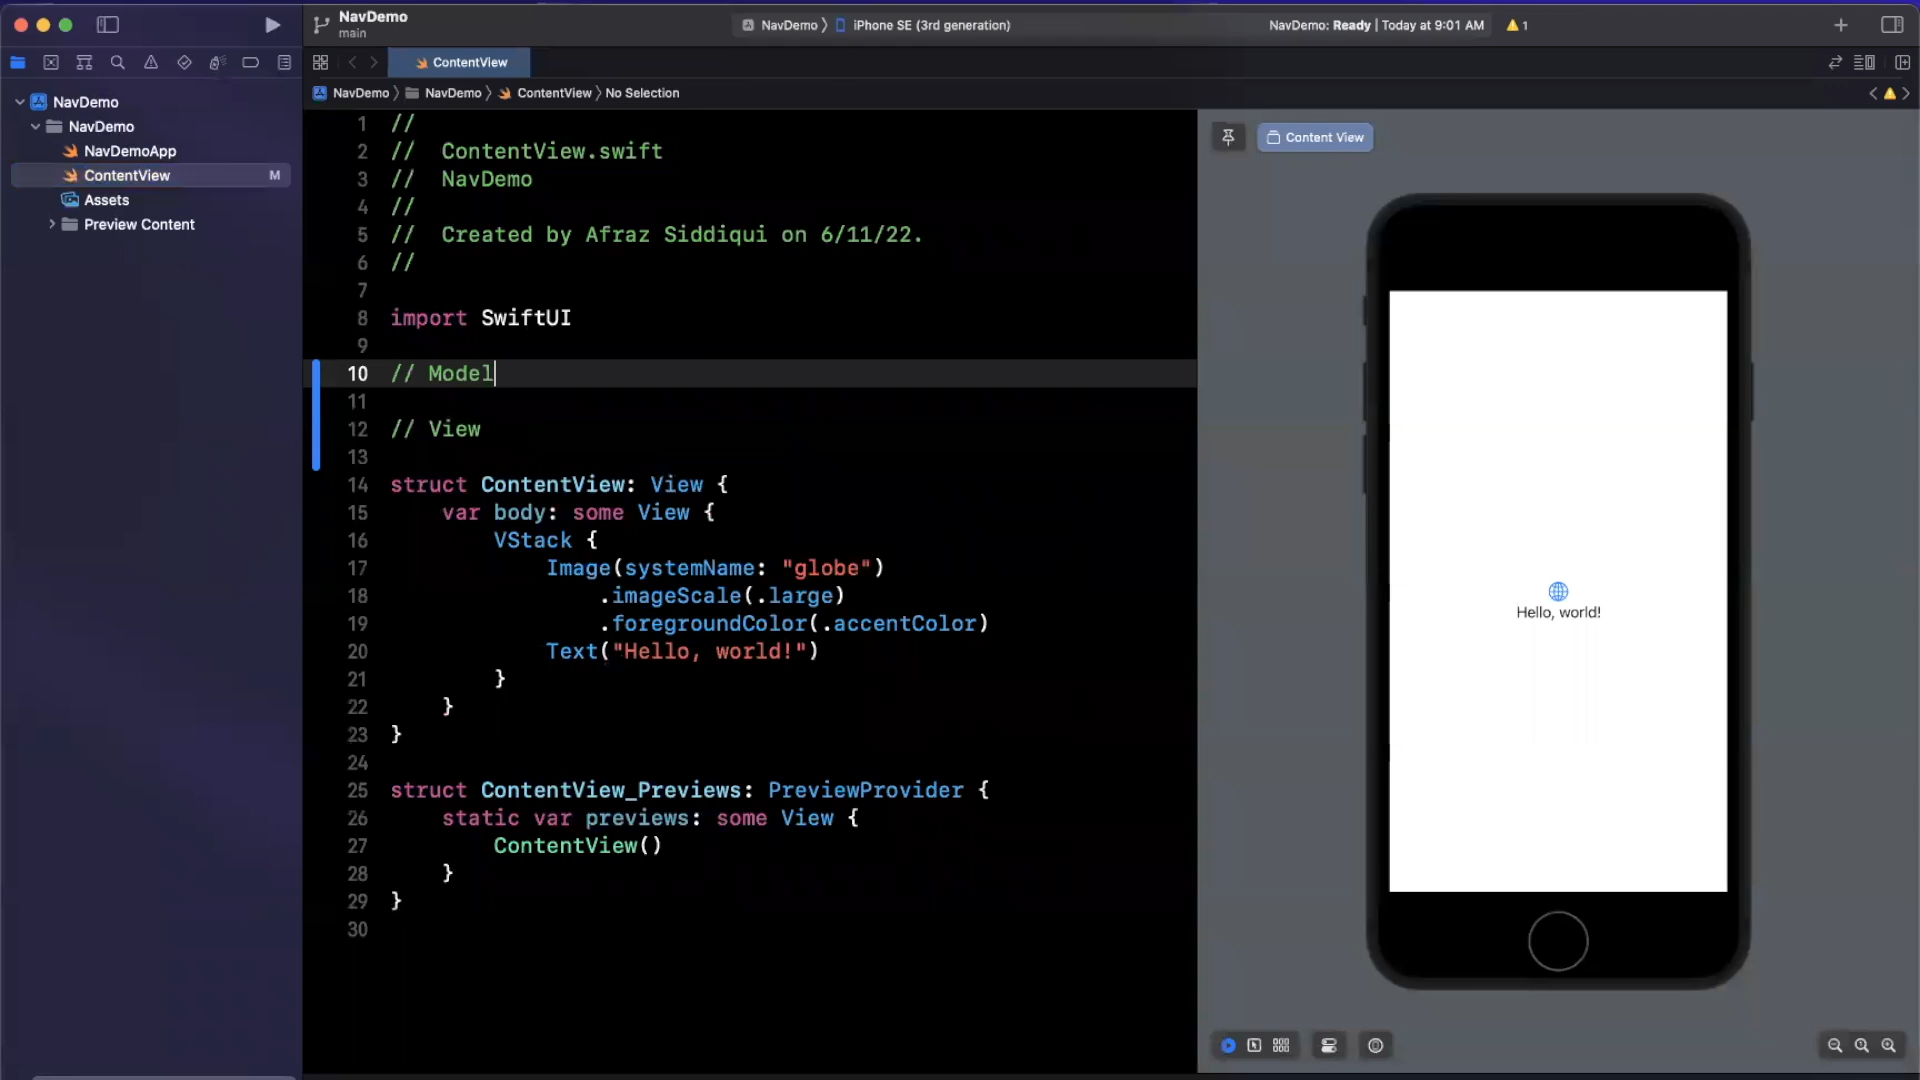 NavDemo
main
NavDemo
iPhone SE (3rd generation)
NavDemo: Ready | Today at 9:01 AM
1
ContentView
NavDemo
NavDemo
ContentView
No Selection
NavDemo
NavDemo
NavDemoApp
ContentView
M
Assets
Preview Content
1 //
2 //  ContentView.swift
3 //  NavDemo
4 //
5 //  Created by Afraz Siddiqui on 6/11/22.
6 //
7
8 import SwiftUI
9
10 // Model
11
12 // View
13
14 struct ContentView: View {
15     var body: some View {
16         VStack {
17             Image(systemName: "globe")
18                 .imageScale(.large)
19                 .foregroundColor(.accentColor)
20             Text("Hello, world!")
21         }
22     }
23 }
24
25 struct ContentView_Previews: PreviewProvider {
26     static var previews: some View {
27         ContentView()
28     }
29 }
30
Content View
Hello, world!